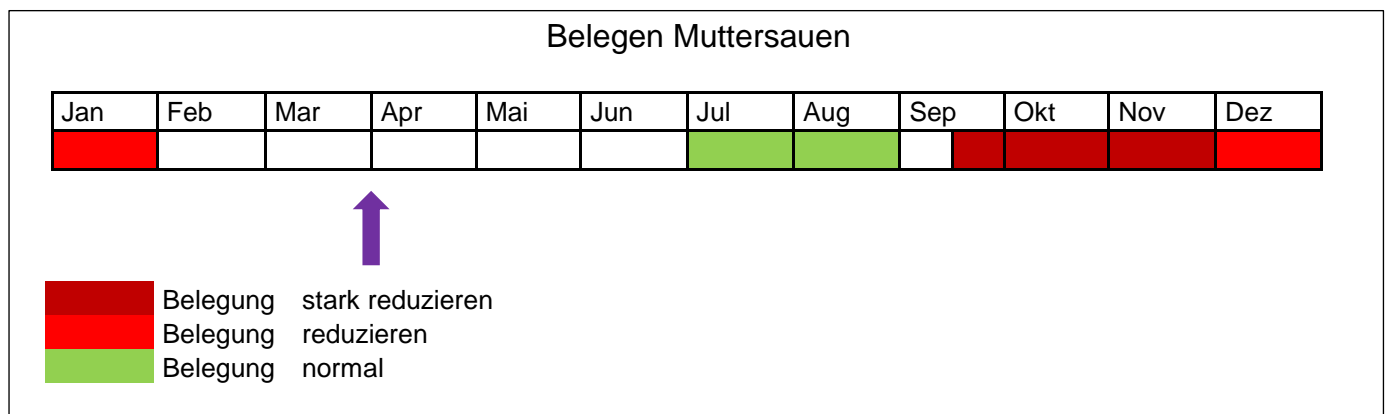 Belegen Muttersauen
Jan Feb Mar Apr Mai Jun Jul Aug Sep Okt Nov Dez
Belegung stark reduzieren
Belegung reduzieren
Belegung normal